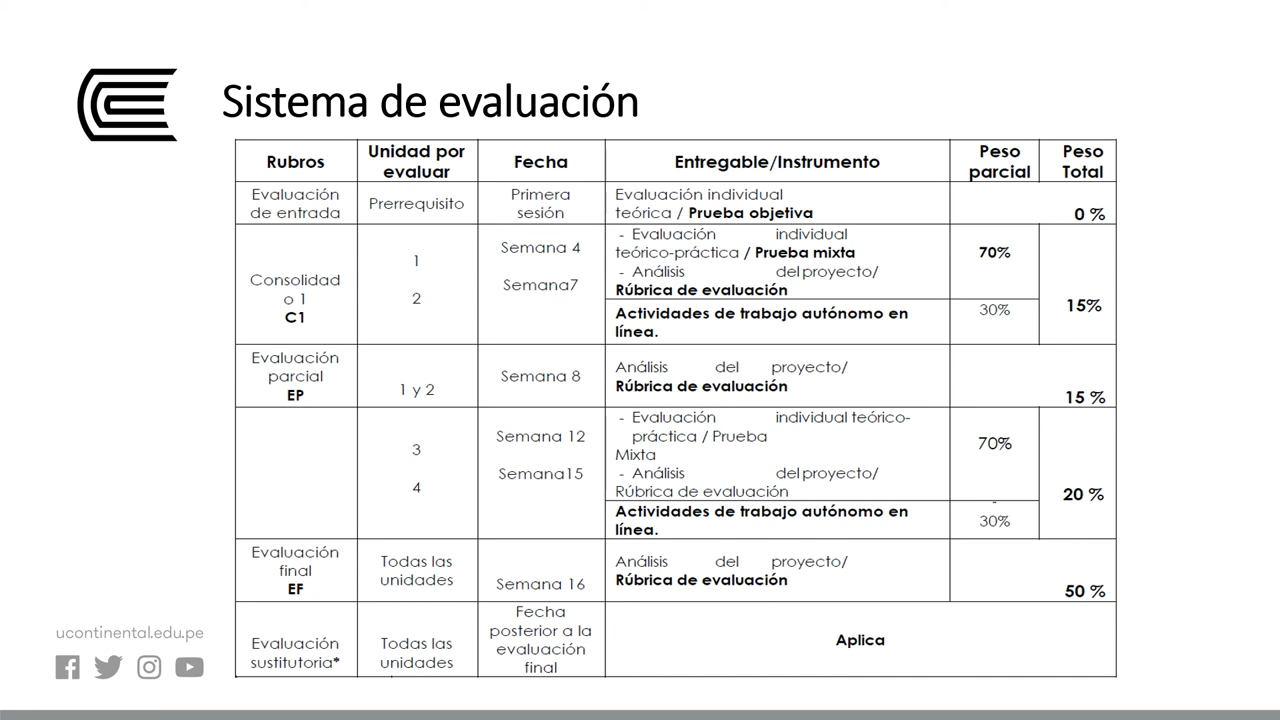 Sistema de evaluación
Rubros
Unidad por
evaluar
Fecha
Entregable/Instrumento
Peso
parcial
Peso
Total
Evaluación
de entrada
Prerrequisito
Primera
sesión
Evaluación individual
teórica / Prueba objetiva
0 %
Consolidad
o 1
C1
1
2
Semana 4
Semana7
- Evaluación individual
teórico-práctica / Prueba mixta
- Análisis del proyecto/
Rúbrica de evaluación
70%
Actividades de trabajo autónomo en
línea.
30%
15%
Evaluación
parcial
EP
1 y 2
Semana 8
Análisis del proyecto/
Rúbrica de evaluación
15 %
3
4
Semana 12
Semana15
- Evaluación individual teórico-
práctica / Prueba
Mixta
- Análisis del proyecto/
Rúbrica de evaluación
70%
Actividades de trabajo autónomo en
línea.
-
30%
20 %
Evaluación
final
EF
Todas las
unidades
Semana 16
Análisis del proyecto/
Rúbrica de evaluación
50 %
Evaluación
sustitutoria*
Todas las
unidades
Fecha
posterior a la
evaluación
final
Aplica
ucontinental.edu.pe